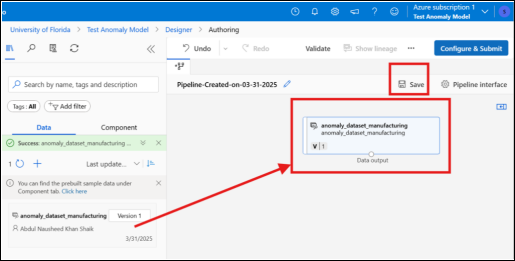 Azure subscription 1
Test Anomaly Model
University of Florida > Test Anomaly Model > Designer > Authoring
Undo
Redo
Validate
Show lineage
Configure & Submit
Search by name, tags and description
Pipeline-Created-on-03-31-2025
Save
Pipeline interface
Tags : All
Add filter
Data
Component
Success: anomaly_dataset_manufacturing ...
1
Last update...
You can find the prebuilt sample data under
Component tab. Click here
anomaly_dataset_manufacturing
Version 1
Abdul Nausheed Khan Shaik
3/31/2025
anomaly_dataset_manufacturing
anomaly_dataset_manufacturing
V 1
Data output